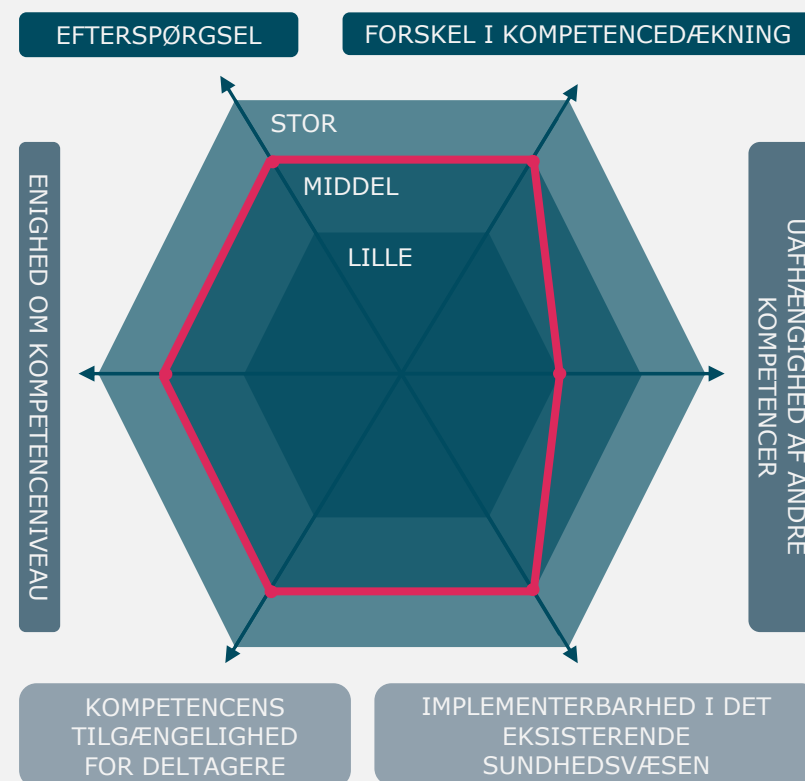 EFTERSPØRGSEL
FORSKEL I KOMPETENCEDÆKNING
STOR
MIDDEL
LILLE
ENIGHED OM KOMPETENCENIVEAU
UAFHÆNGIGHED AF ANDRE
KOMPETENCER
KOMPETENCENS
TILGÆNGELIGHED
FOR DELTAGERE
IMPLEMENTERBARHED I DET
EKSISTERENDE
SUNDHEDSVÆSEN